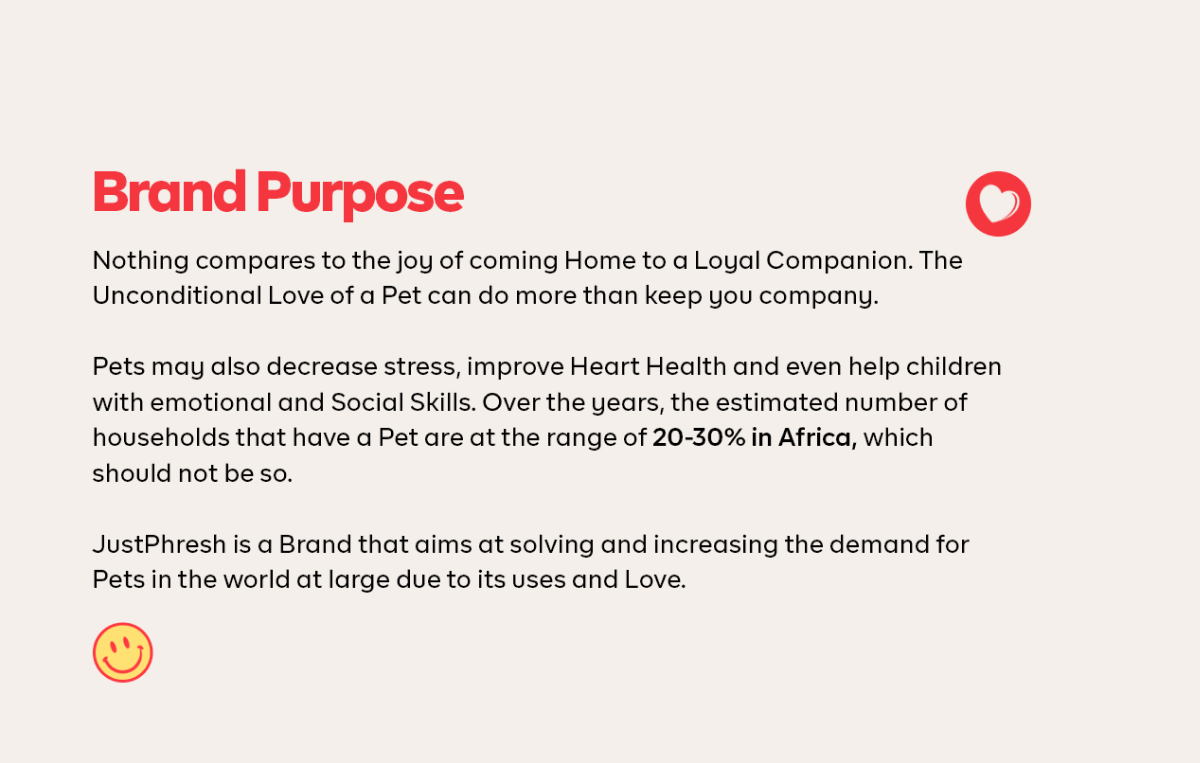 Brand Purpose
Nothing compares to the joy of coming Home to a Loyal Companion. The
Unconditional Love of a Pet can do more than keep you company.
Pets may also decrease stress, improve Heart Health and even help children
with emotional and Social Skills. Over the years, the estimated number of
households that have a Pet are at the range of 20-30% in Africa, which
should not be so.
JustPhresh is a Brand that aims at solving and increasing the demand for
Pets in the world at large due to its uses and Love.